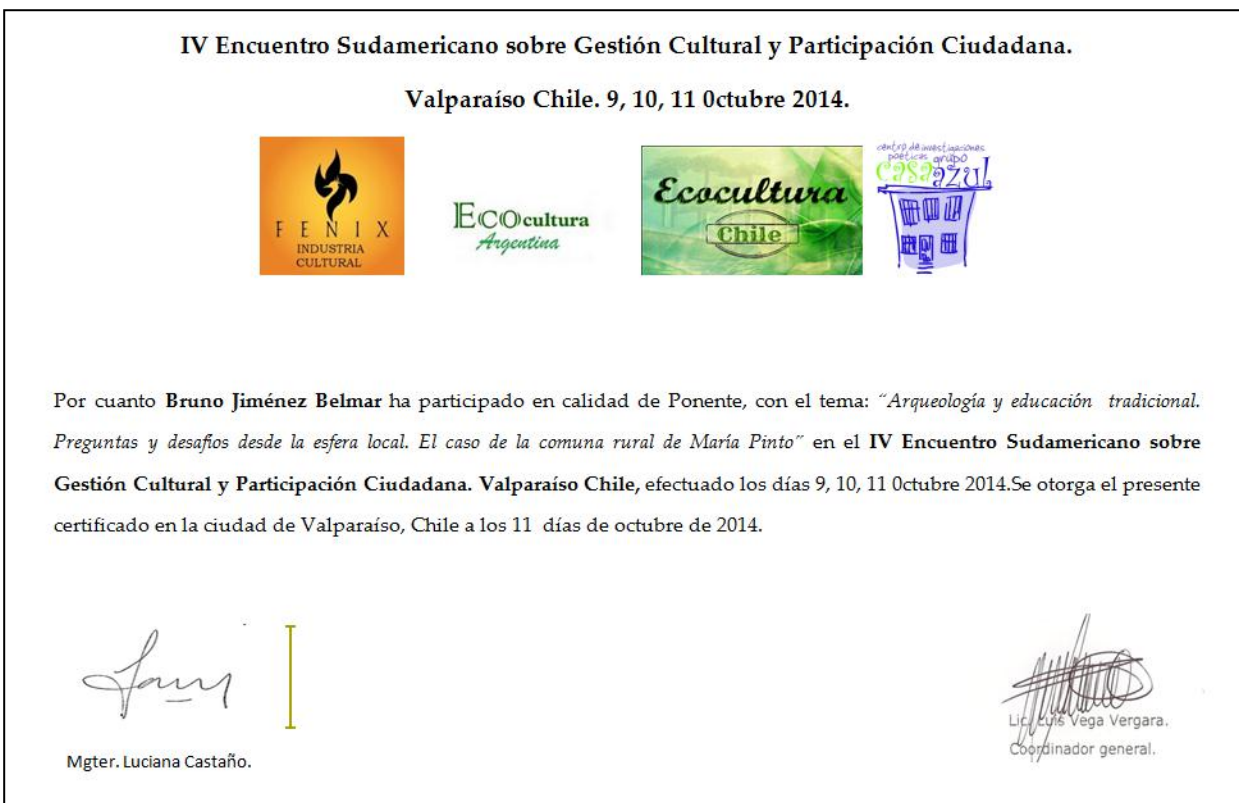 IV Encuentro Sudamericano sobre Gestión Cultural y Participación Ciudadana.
Valparaíso Chile. 9, 10, 11 0ctubre 2014.
FENIX
INDUSTRIA
CULTURAL
ECOcultura
Argentina
Ecocultura
Chile
centro de investigaciones
poéticas grupo
casa
azul
Por cuanto Bruno Jiménez Belmar ha participado en calidad de Ponente, con el tema: “Arqueología y educación tradicional.
Preguntas y desafíos desde la esfera local. El caso de la comuna rural de María Pinto” en el IV Encuentro Sudamericano sobre
Gestión Cultural y Participación Ciudadana. Valparaíso Chile, efectuado los días 9, 10, 11 0ctubre 2014.Se otorga el presente
certificado en la ciudad de Valparaíso, Chile a los 11 días de octubre de 2014.
Mgter. Luciana Castaño.
Lic. Luis Vega Vergara.
Coordinador general.